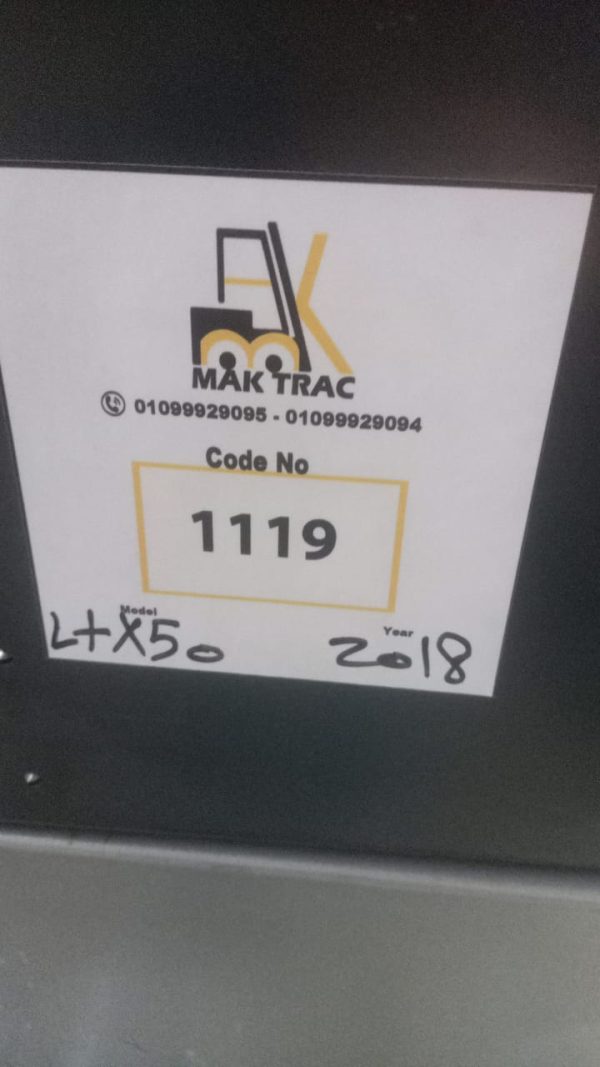 MAK TRAC
01099929095 - 01099929094
Code No
1119
Model
Year
LTX50
2018